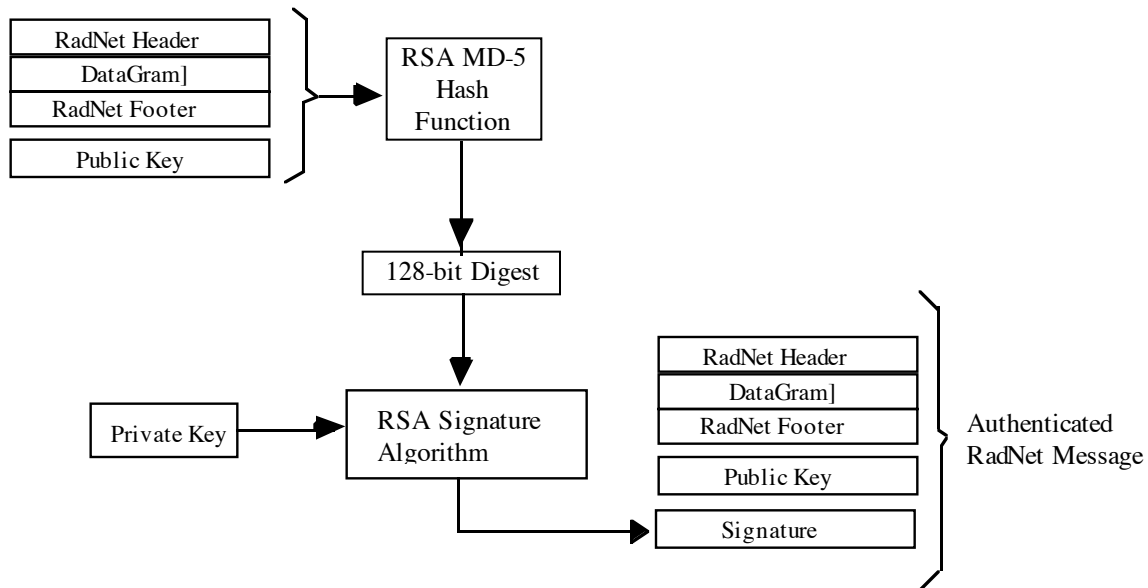 RadNet Header
DataGram]
RadNet Footer
Public Key
RSA MD-5
Hash
Function
128-bit Digest
Private Key
RSA Signature
Algorithm
RadNet Header
DataGram]
RadNet Footer
Public Key
Signature
Authenticated
RadNet Message